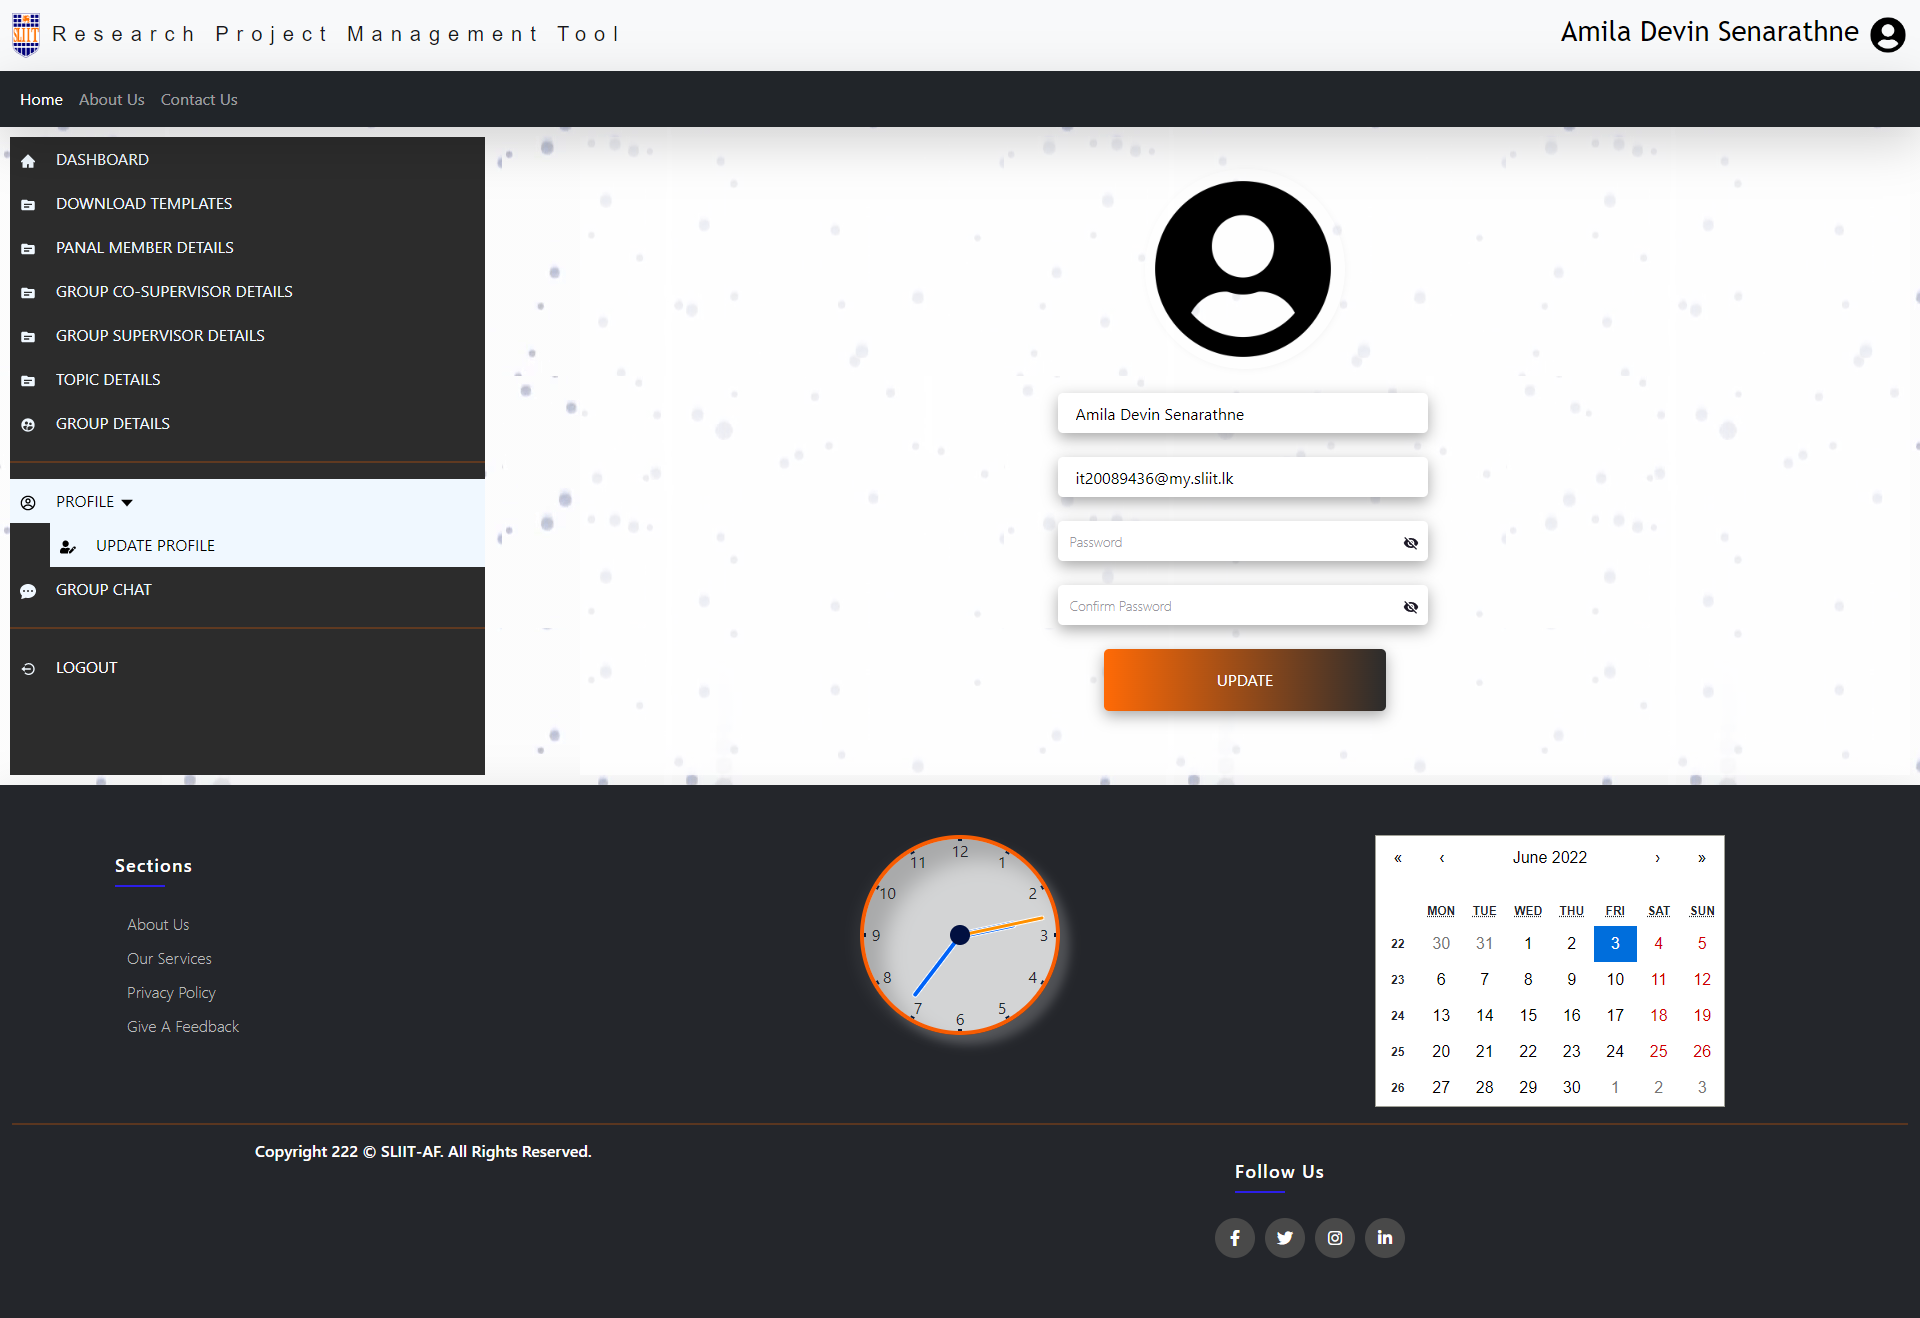 SLIIT
Research Project Management Tool
Amila Devin Senarathne
Home About Us Contact Us
DASHBOARD
DOWNLOAD TEMPLATES
PANAL MEMBER DETAILS
GROUP CO-SUPERVISOR DETAILS
GROUP SUPERVISOR DETAILS
TOPIC DETAILS
GROUP DETAILS
PROFILE
UPDATE PROFILE
GROUP CHAT
LOGOUT
Amila Devin Senarathne
it20089436@my.sliit.lk
Password
Confirm Password
UPDATE
Sections
About Us
Our Services
Privacy Policy
Give A Feedback
12
1
2
3
4
5
6
7
8
9
10
11
« ‹ June 2022 › »
MON TUE WED THU FRI SAT SUN
22 30 31 1 2 3 4 5
23 6 7 8 9 10 11 12
24 13 14 15 16 17 18 19
25 20 21 22 23 24 25 26
26 27 28 29 30 1 2 3
Copyright 222 © SLIIT-AF. All Rights Reserved.
Follow Us